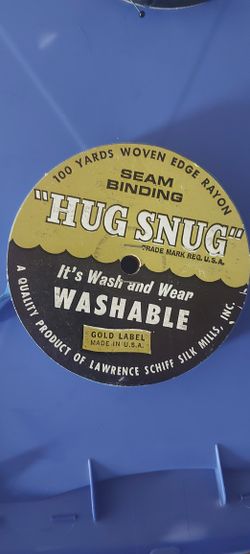 100 YARDS WOVEN EDGE RAYON
SEAM
BINDING
"HUG SNUG"
TRADE MARK REG. U.S.A.
It's Wash and Wear
WASHABLE
GOLD LABEL
MADE IN U.S.A.
A QUALITY PRODUCT OF LAWRENCE SCHIFF SILK MILLS, INC.